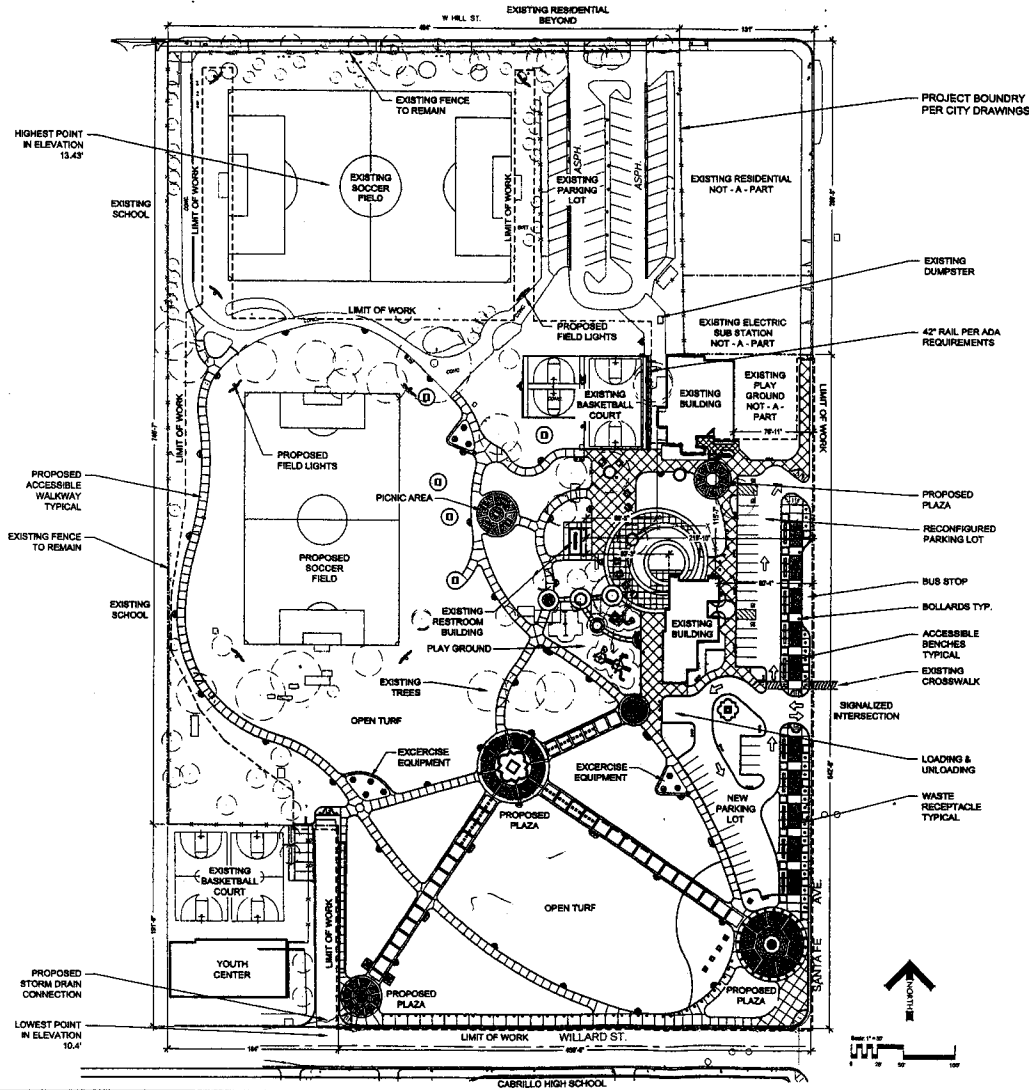 EXISTING RESIDENTIAL
BEYOND
W HILL ST.
131'
PROJECT BOUNDRY
PER CITY DRAWINGS
EXISTING FENCE
TO REMAIN
HIGHEST POINT
IN ELEVATION
13.43'
EXISTING
SOCCER
FIELD
LIMIT OF WORK
LIMIT OF WORK
ASPH.
ASPH.
EXISTING
PARKING
LOT
EXISTING RESIDENTIAL
NOT - A - PART
EXISTING
SCHOOL
EXISTING
DUMPSTER
LIMIT OF WORK
PROPOSED
FIELD LIGHTS
EXISTING ELECTRIC
SUB STATION
NOT - A - PART
42" RAIL PER ADA
REQUIREMENTS
EXISTING
BASKETBALL
COURT
EXISTING
BUILDING
EXISTING
PLAY
GROUND
NOT - A -
PART
76'-11"
LIMIT OF WORK
LIMIT OF WORK
PROPOSED
FIELD LIGHTS
PROPOSED
ACCESSIBLE
WALKWAY
TYPICAL
PICNIC AREA
PROPOSED
PLAZA
RECONFIGURED
PARKING LOT
EXISTING FENCE
TO REMAIN
PROPOSED
SOCCER
FIELD
BUS STOP
EXISTING
SCHOOL
EXISTING
RESTROOM
BUILDING
EXISTING
BUILDING
BOLLARDS TYP.
PLAY GROUND
ACCESSIBLE
BENCHES
TYPICAL
EXISTING
CROSSWALK
EXISTING
TREES
OPEN TURF
SIGNALIZED
INTERSECTION
EXCERCISE
EQUIPMENT
EXCERCISE
EQUIPMENT
LOADING &
UNLOADING
NEW
PARKING
LOT
WASTE
RECEPTACLE
TYPICAL
PROPOSED
PLAZA
EXISTING
BASKETBALL
COURT
OPEN TURF
LIMIT OF WORK
SANTA FE AVE.
YOUTH
CENTER
PROPOSED
STORM DRAIN
CONNECTION
PROPOSED
PLAZA
PROPOSED
PLAZA
NORTH
LOWEST POINT
IN ELEVATION
10.4'
LIMIT OF WORK
WILLARD ST.
CABRILLO HIGH SCHOOL